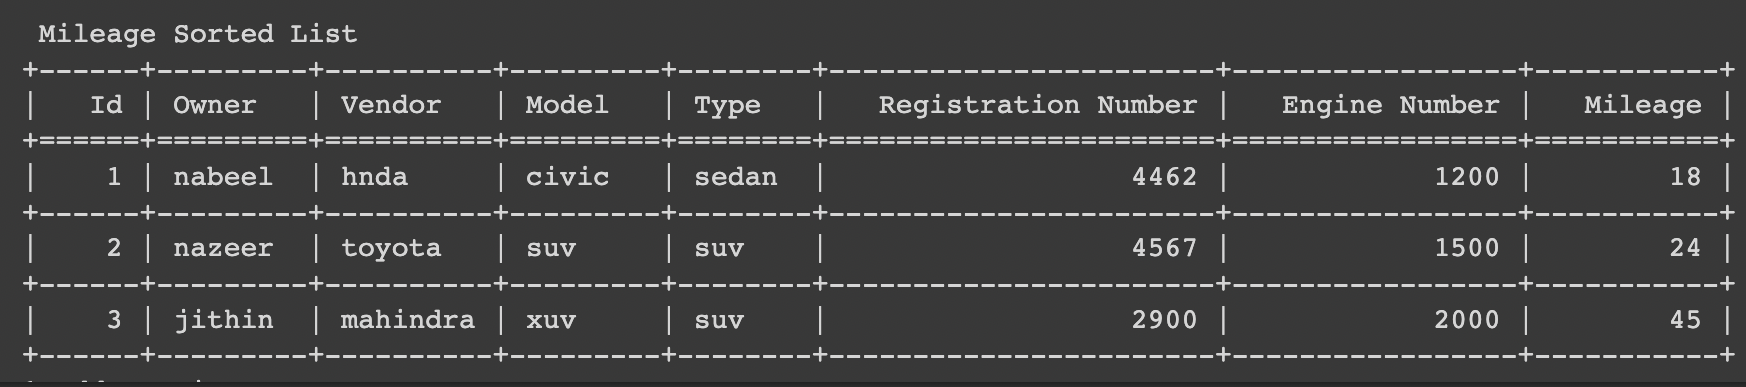 Mileage Sorted List
+------+---------+----------+---------+--------+-----------------------+-----------------+-----------+
|   Id | Owner   | Vendor   | Model   | Type   |   Registration Number |   Engine Number |   Mileage |
+======+=========+==========+=========+========+=======================+=================+===========+
|    1 | nabeel  | hnda     | civic   | sedan  |                  4462 |            1200 |        18 |
+------+---------+----------+---------+--------+-----------------------+-----------------+-----------+
|    2 | nazeer  | toyota   | suv     | suv    |                  4567 |            1500 |        24 |
+------+---------+----------+---------+--------+-----------------------+-----------------+-----------+
|    3 | jithin  | mahindra | xuv     | suv    |                  2900 |            2000 |        45 |
+------+---------+----------+---------+--------+-----------------------+-----------------+-----------+